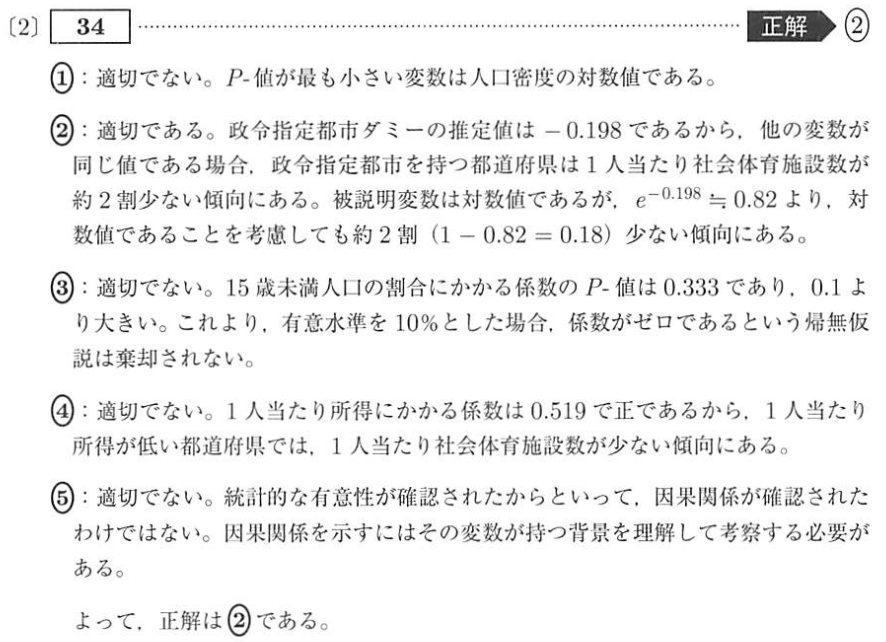 〔2〕 34 ………………………………………………………… 正解 ②
①：適切でない。P-値が最も小さい変数は人口密度の対数値である。
②：適切である。政令指定都市ダミーの推定値は − 0.198 であるから，他の変数が
同じ値である場合，政令指定都市を持つ都道府県は 1 人当たり社会体育施設数が
約 2 割少ない傾向にある。被説明変数は対数値であるが，e^{−0.198} ≒ 0.82 より，対
数値であることを考慮しても約 2 割（1 − 0.82 = 0.18）少ない傾向にある。
③：適切でない。15 歳未満人口の割合にかかる係数の P- 値は 0.333 であり，0.1 よ
り大きい。これより，有意水準を 10%とした場合，係数がゼロであるという帰無仮
説は棄却されない。
④：適切でない。1 人当たり所得にかかる係数は 0.519 で正であるから，1 人当たり
所得が低い都道府県では，1 人当たり社会体育施設数が少ない傾向にある。
⑤：適切でない。統計的な有意性が確認されたからといって，因果関係が確認された
わけではない。因果関係を示すにはその変数が持つ背景を理解して考察する必要が
ある。
よって，正解は②である。